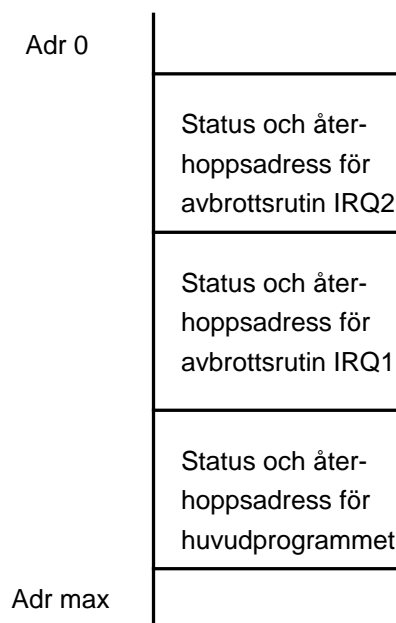 Adr 0
Status och åter-
hoppsadress för
avbrottsrutin IRQ2
Status och åter-
hoppsadress för
avbrottsrutin IRQ1
Status och åter-
hoppsadress för
huvudprogrammet
Adr max